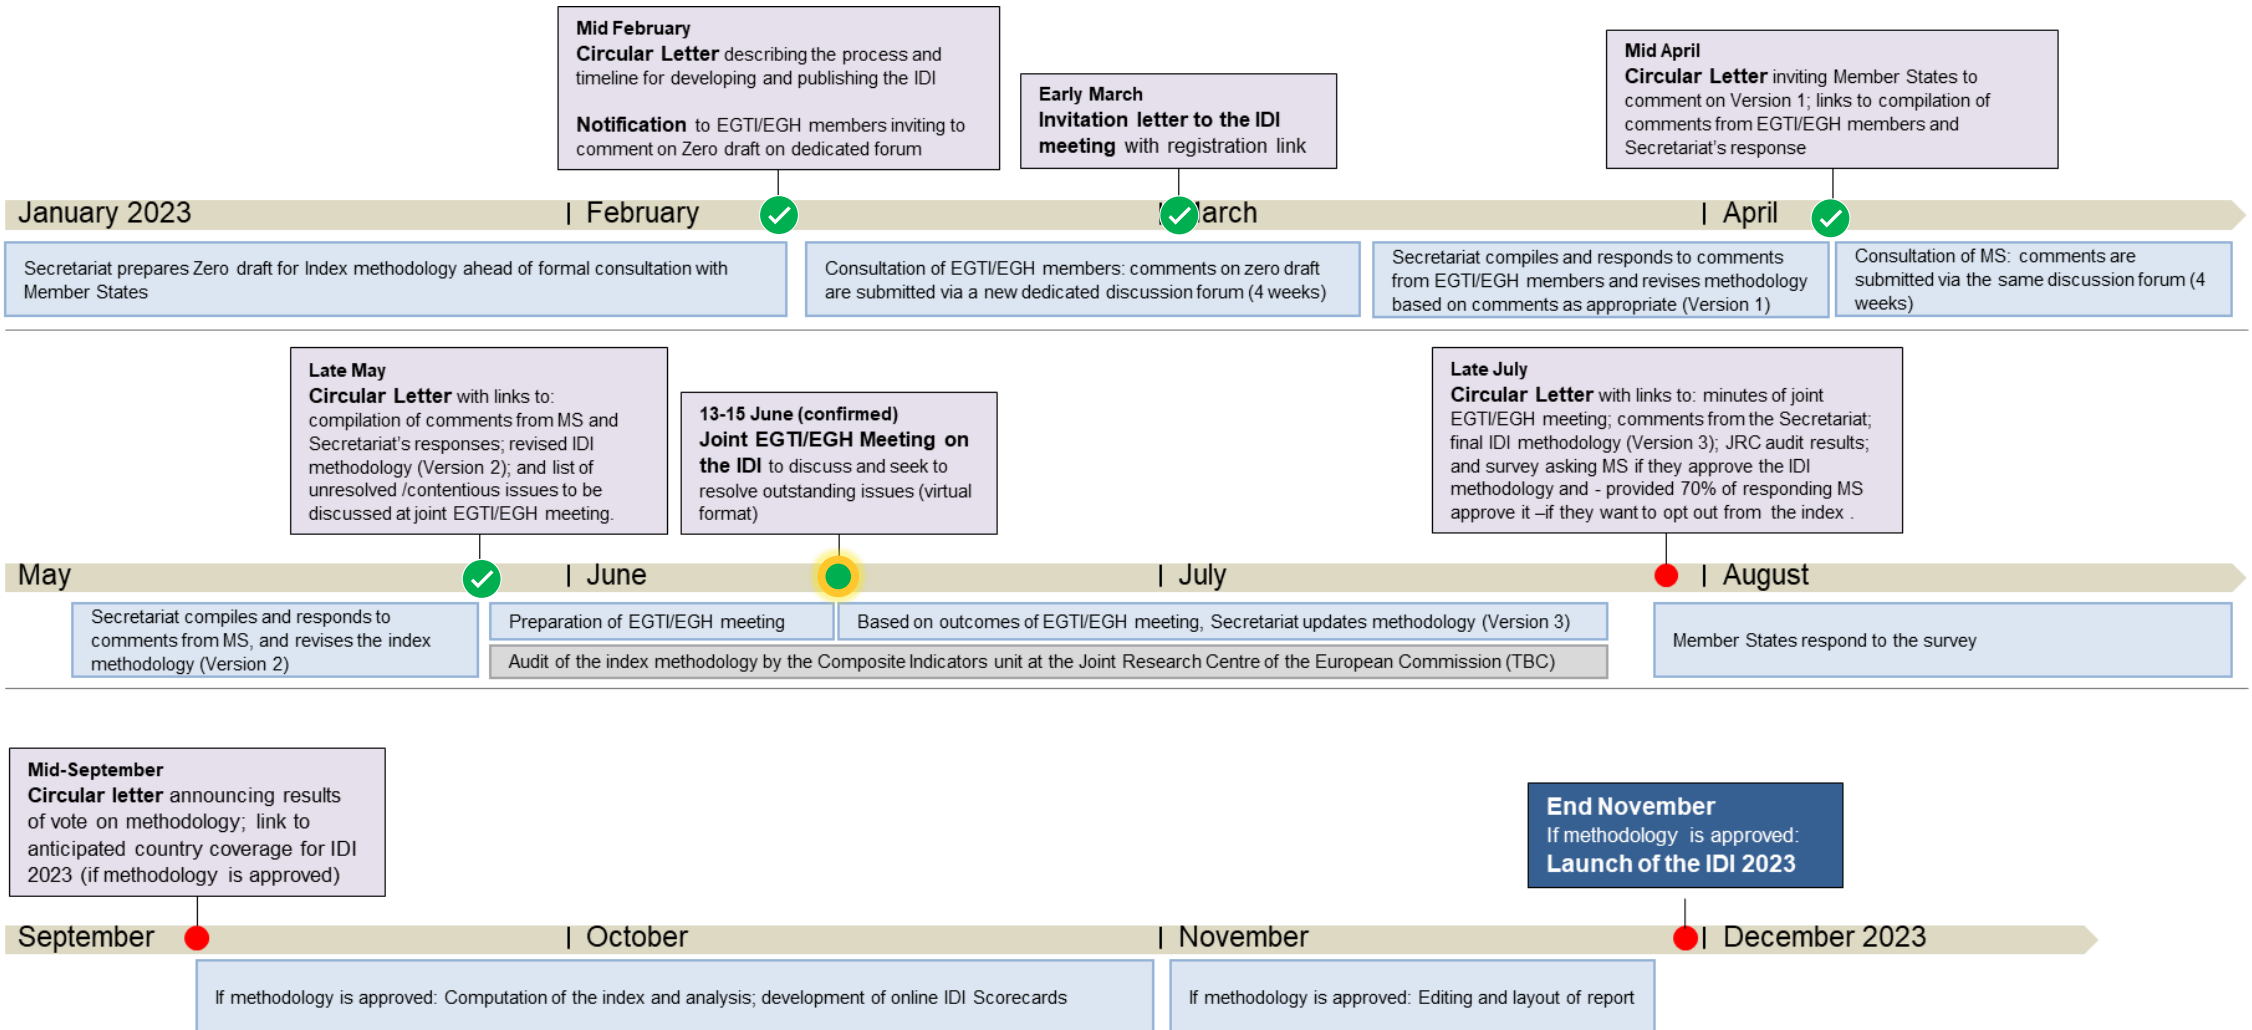 Mid February
Circular Letter describing the process and
timeline for developing and publishing the IDI
Notification to EGTI/EGH members inviting to
comment on Zero draft on dedicated forum
Early March
Invitation letter to the IDI
meeting with registration link
Mid April
Circular Letter inviting Member States to
comment on Version 1; links to compilation of
comments from EGTI/EGH members and
Secretariat's response
January 2023
| February
| arch
| April
Secretariat prepares Zero draft for Index methodology ahead of formal consultation with
Member States
Consultation of EGTI/EGH members: comments on zero draft
are submitted via a new dedicated discussion forum (4 weeks)
Secretariat compiles and responds to comments
from EGTI/EGH members and revises methodology
based on comments as appropriate (Version 1)
Consultation of MS: comments are
submitted via the same discussion forum (4
weeks)
Late May
Circular Letter with links to:
compilation of comments from MS and
Secretariat's responses; revised IDI
methodology (Version 2); and list of
unresolved /contentious issues to be
discussed at joint EGTI/EGH meeting.
13-15 June (confirmed)
Joint EGTI/EGH Meeting on
the IDI to discuss and seek to
resolve outstanding issues (virtual
format)
Late July
Circular Letter with links to: minutes of joint
EGTI/EGH meeting; comments from the Secretariat;
final IDI methodology (Version 3); JRC audit results;
and survey asking MS if they approve the IDI
methodology and - provided 70% of responding MS
approve it –if they want to opt out from the index .
May
| June
| July
| August
Secretariat compiles and responds to
comments from MS, and revises the index
methodology (Version 2)
Preparation of EGTI/EGH meeting
Based on outcomes of EGTI/EGH meeting, Secretariat updates methodology (Version 3)
Audit of the index methodology by the Composite Indicators unit at the Joint Research Centre of the European Commission (TBC)
Member States respond to the survey
Mid-September
Circular letter announcing results
of vote on methodology; link to
anticipated country coverage for IDI
2023 (if methodology is approved)
End November
If methodology is approved:
Launch of the IDI 2023
September
| October
| November
| December 2023
If methodology is approved: Computation of the index and analysis; development of online IDI Scorecards
If methodology is approved: Editing and layout of report